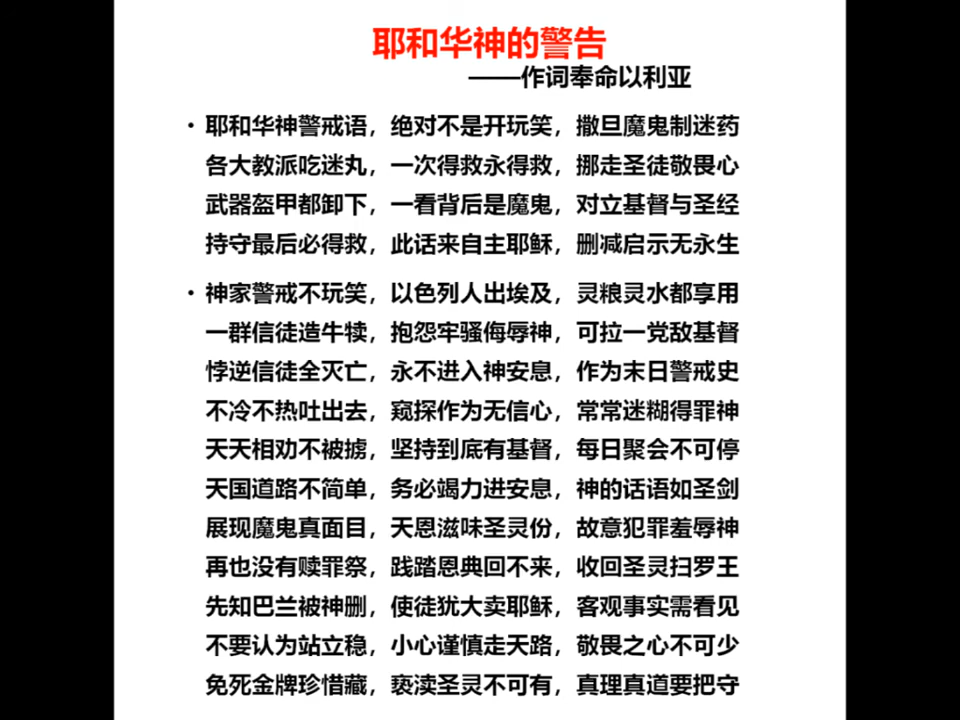 耶和华神的警告
——作词奉命以利亚
• 耶和华神警戒语，绝对不是开玩笑，撒旦魔鬼制迷药
各大教派吃迷丸，一次得救永得救，挪走圣徒敬畏心
武器盔甲都卸下，一看背后是魔鬼，对立基督与圣经
持守最后必得救，此话来自主耶稣，删减启示无永生
• 神家警戒不玩笑，以色列人出埃及，灵粮灵水都享用
一群信徒造牛犊，抱怨牢骚侮辱神，可拉一党敌基督
悖逆信徒全灭亡，永不进入神安息，作为末日警戒史
不冷不热吐出去，窥探作为无信心，常常迷糊得罪神
天天相劝不被掳，坚持到底有基督，每日聚会不可停
天国道路不简单，务必竭力进安息，神的话语如圣剑
展现魔鬼真面目，天恩滋味圣灵份，故意犯罪羞辱神
再也没有赎罪祭，践踏恩典回不来，收回圣灵扫罗王
先知巴兰被神删，使徒犹大卖耶稣，客观事实需看见
不要认为站立稳，小心谨慎走天路，敬畏之心不可少
免死金牌珍惜藏，亵渎圣灵不可有，真理真道要把守